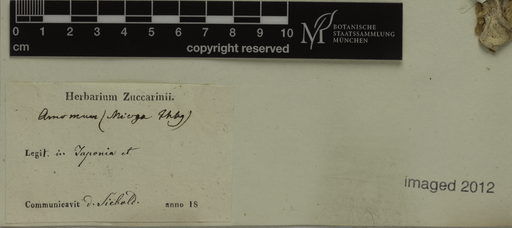 0 1 2 3 4 5 6 7 8 9 10
cm
copyright reserved
BOTANISCHE
STAATSSAMMLUNG
MÜNCHEN
Herbarium Zuccarinii.
Amomum (Mioga Thbg)
Legit. in Japonia et
Communicavit d. Siebold. anno 18
imaged 2012